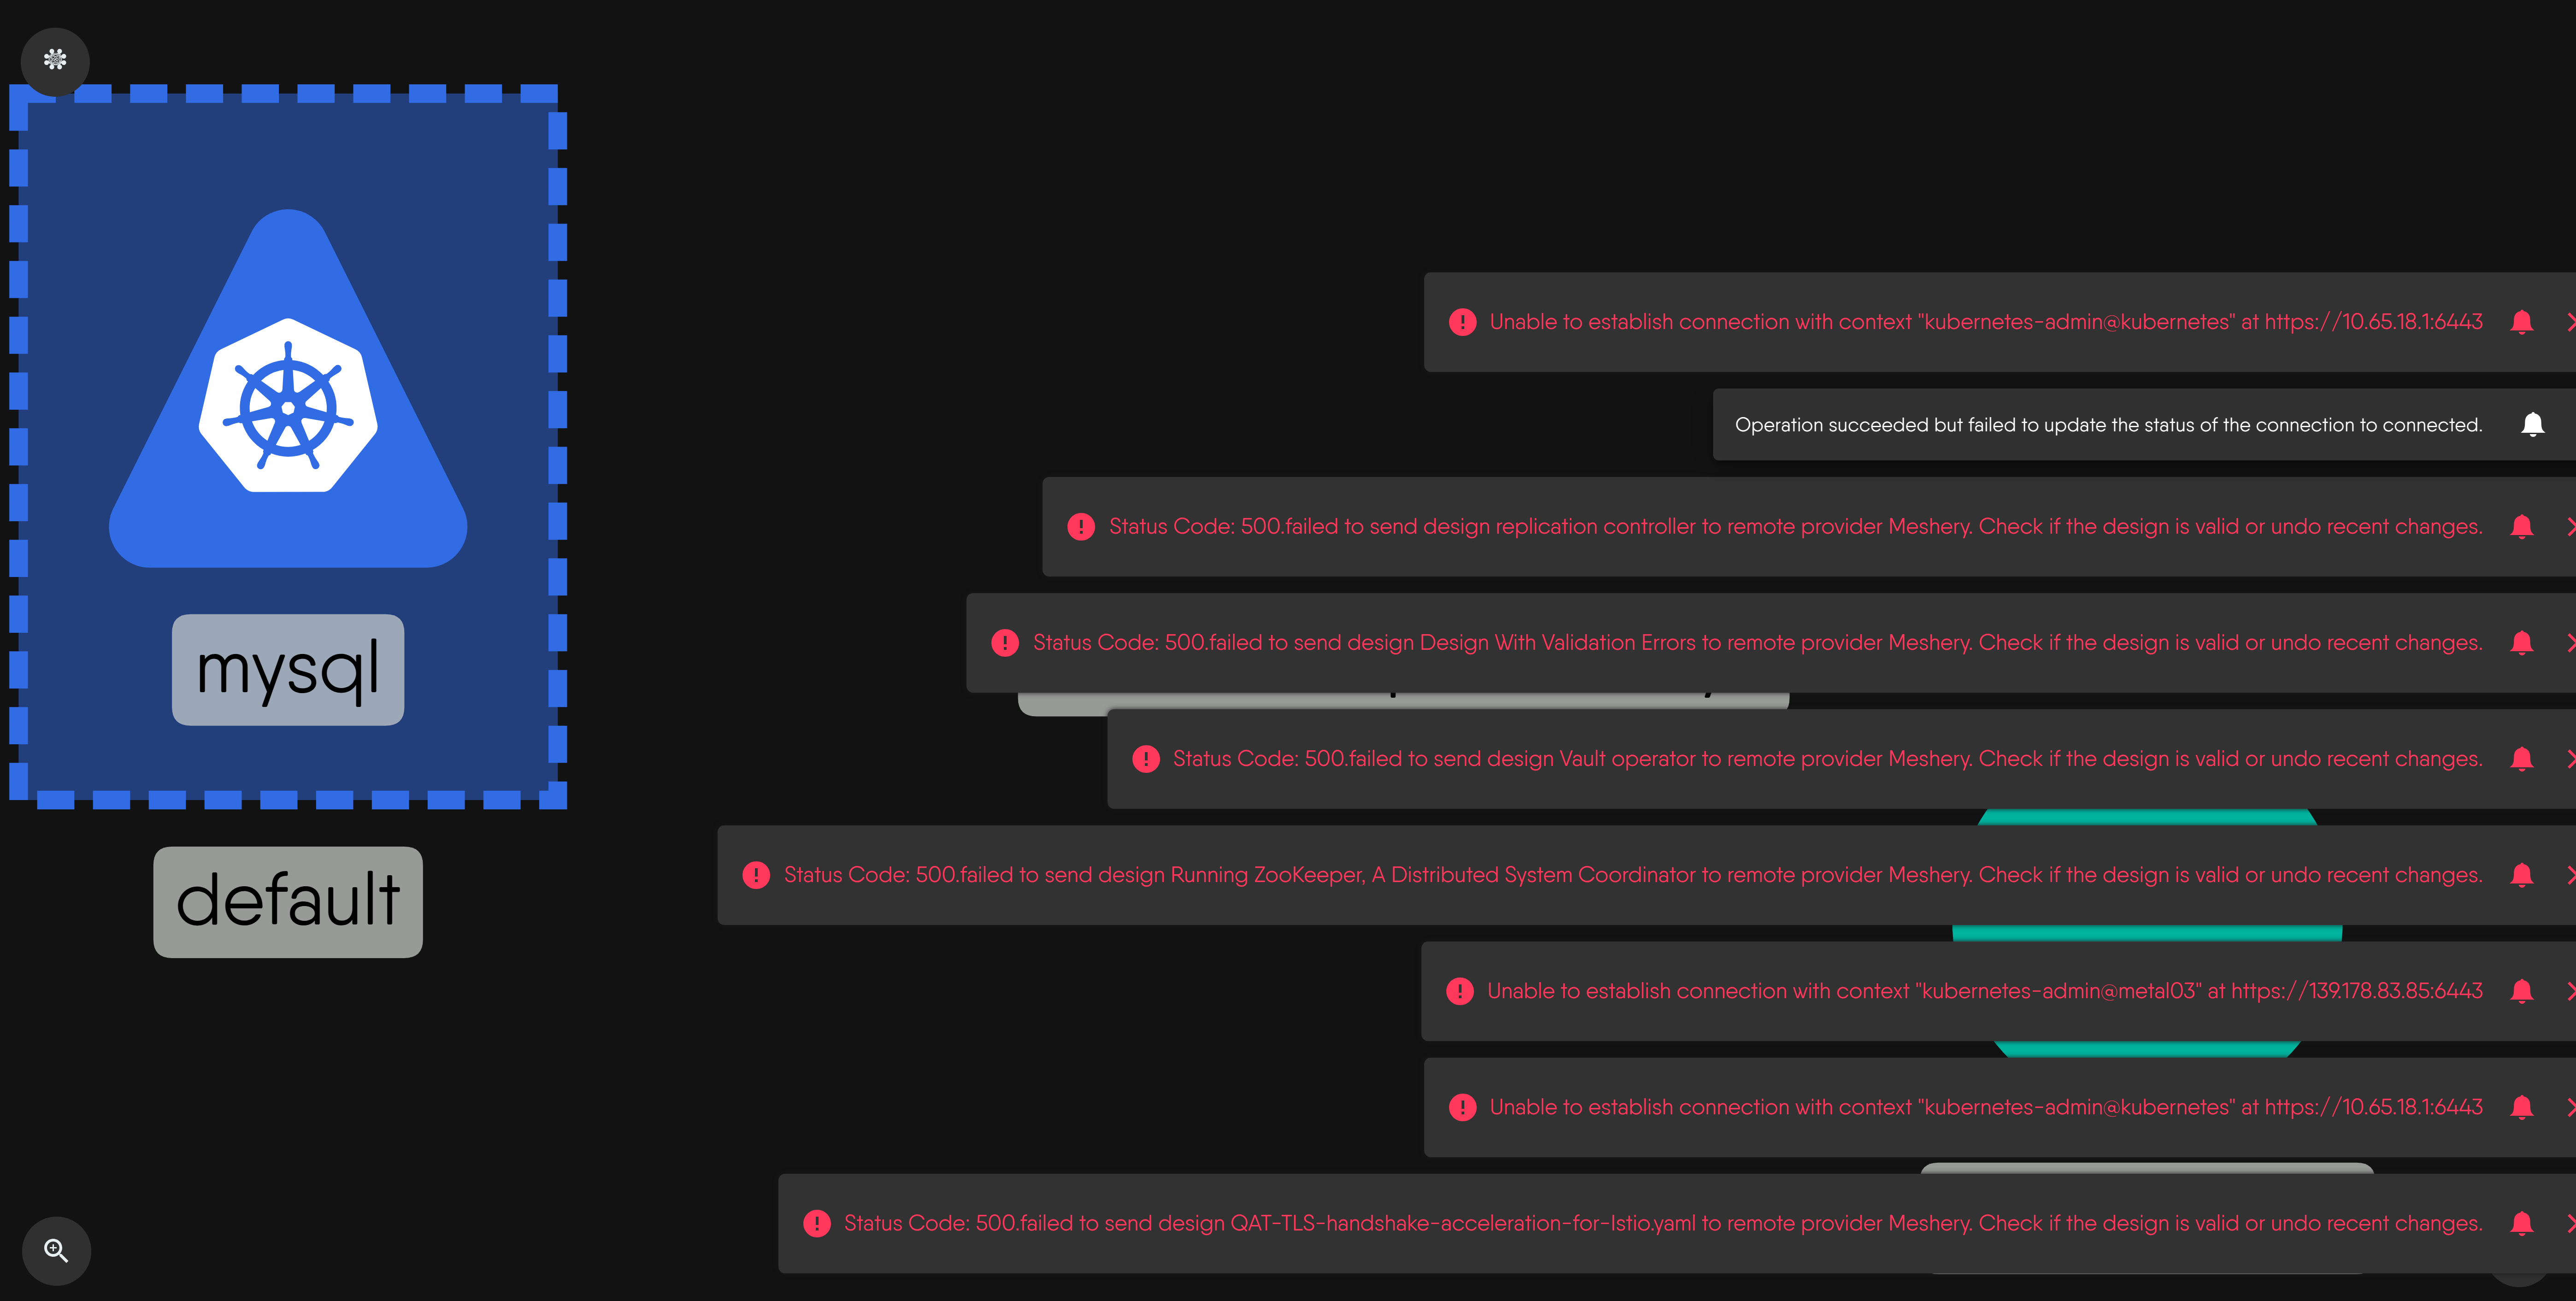 mysql
default
Unable to establish connection with context "kubernetes-admin@kubernetes" at https://10.65.18.1:6443
Operation succeeded but failed to update the status of the connection to connected.
Status Code: 500.failed to send design replication controller to remote provider Meshery. Check if the design is valid or undo recent changes.
Status Code: 500.failed to send design Design With Validation Errors to remote provider Meshery. Check if the design is valid or undo recent changes.
Status Code: 500.failed to send design Vault operator to remote provider Meshery. Check if the design is valid or undo recent changes.
Status Code: 500.failed to send design Running ZooKeeper, A Distributed System Coordinator to remote provider Meshery. Check if the design is valid or undo recent changes.
Unable to establish connection with context "kubernetes-admin@metal03" at https://139.178.83.85:6443
Unable to establish connection with context "kubernetes-admin@kubernetes" at https://10.65.18.1:6443
Status Code: 500.failed to send design QAT-TLS-handshake-acceleration-for-Istio.yaml to remote provider Meshery. Check if the design is valid or undo recent changes.